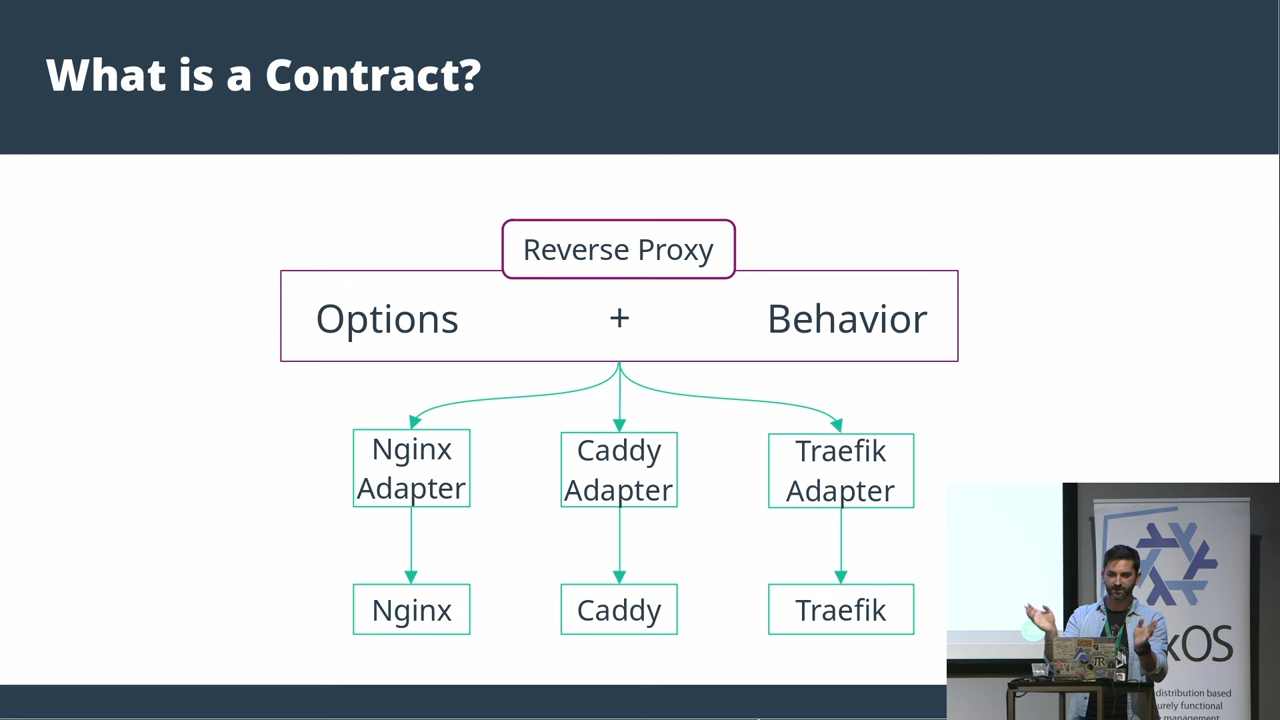 What is a Contract?
Reverse Proxy
Options + Behavior
Nginx
Adapter
Caddy
Adapter
Traefik
Adapter
Nginx
Caddy
Traefik
xOS
distribution based
urely functional
management